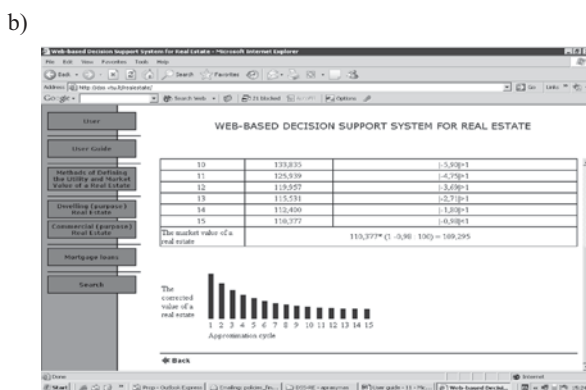 b)
Web-based Decision Support System for Real Estate - Microsoft Internet Explorer
File Edit View Favorites Tools Help
Back Search Favorites
Address Go Links
Google Search Web 21 blocked Options
User
User Guide
Methods of Defining
the Utility and Market
Value of a Real Estate
Dwelling (purpose)
Real Estate
Commercial (purpose)
Real Estate
Mortgage loans
Search
WEB-BASED DECISION SUPPORT SYSTEM FOR REAL ESTATE
10 133,835 |-5,90|>1
11 125,939 |-4,75|>1
12 119,957 |-3,69|>1
13 115,531 |-2,71|>1
14 112,400 |-1,80|>1
15 110,377 |-0,98|<1
The market value of a
real estate
110,377* (1 -0,98 : 100) = 109,295
The
corrected
value of a
real estate
1 2 3 4 5 6 7 8 9 10 11 12 13 14 15
Approximation cycle
Back
Done Internet
Start